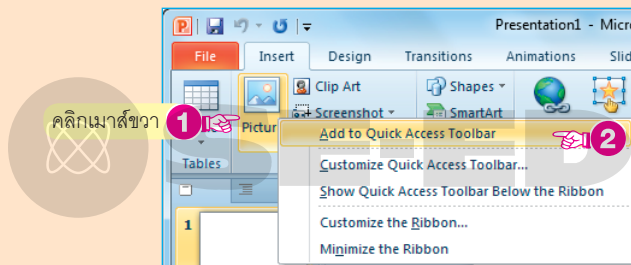 P
Presentation1 - Micr
File Insert Design Transitions Animations Slid
Clip Art Shapes
Screenshot SmartArt
คลิกเมาส์ขวา 1 Pictur
Add to Quick Access Toolbar 2
Tables
Customize Quick Access Toolbar...
Show Quick Access Toolbar Below the Ribbon
1
Customize the Ribbon...
Minimize the Ribbon
SE-ED